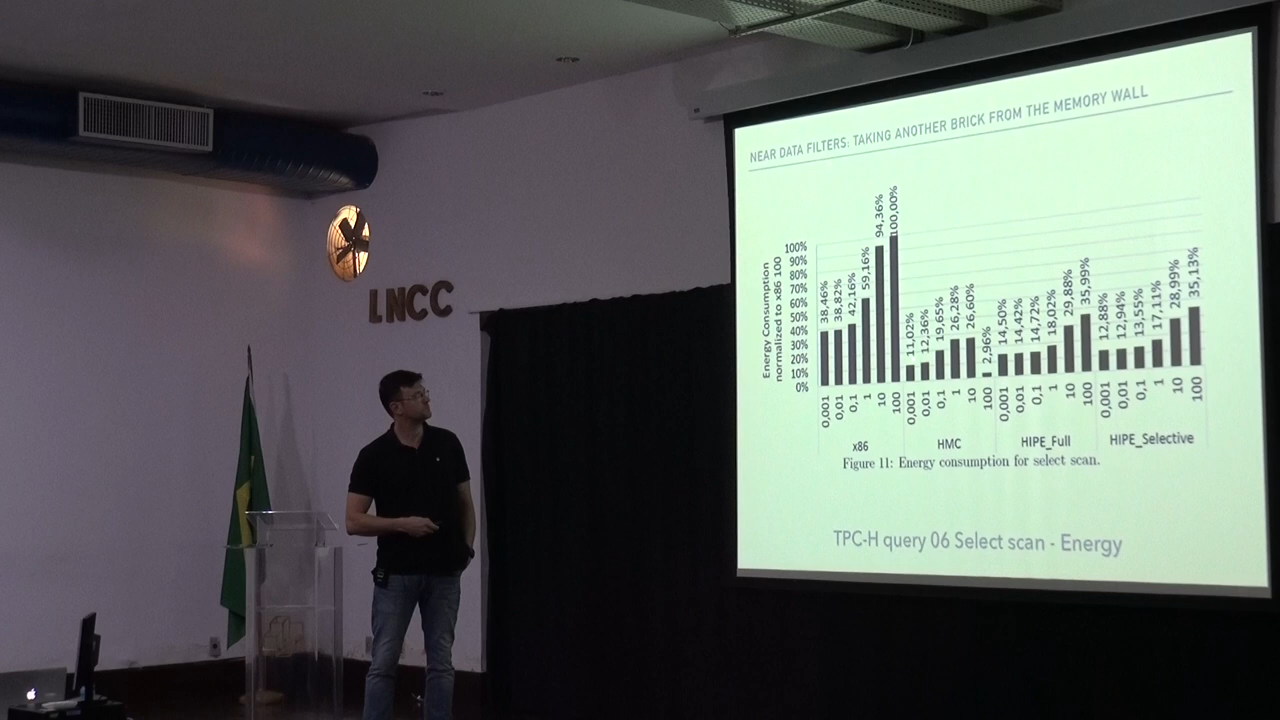 LNCC
NEAR DATA FILTERS: TAKING ANOTHER BRICK FROM THE MEMORY WALL
Energy Consumption
normalized to x86 100
100%
90%
80%
70%
60%
50%
40%
30%
20%
10%
0%
38,46% 38,82% 42,16% 59,16% 94,36% 100,00% 11,02% 12,36% 19,65% 26,28% 26,60% 2,96% 14,50% 14,42% 14,72% 18,02% 29,88% 35,99% 12,88% 12,94% 13,55% 17,11% 28,99% 35,13%
0,001 0,01 0,1 1 10 100 0,001 0,01 0,1 1 10 100 0,001 0,01 0,1 1 10 100 0,001 0,01 0,1 1 10 100
x86 HMC HIPE_Full HIPE_Selective
Figure 11: Energy consumption for select scan.
TPC-H query 06 Select scan - Energy